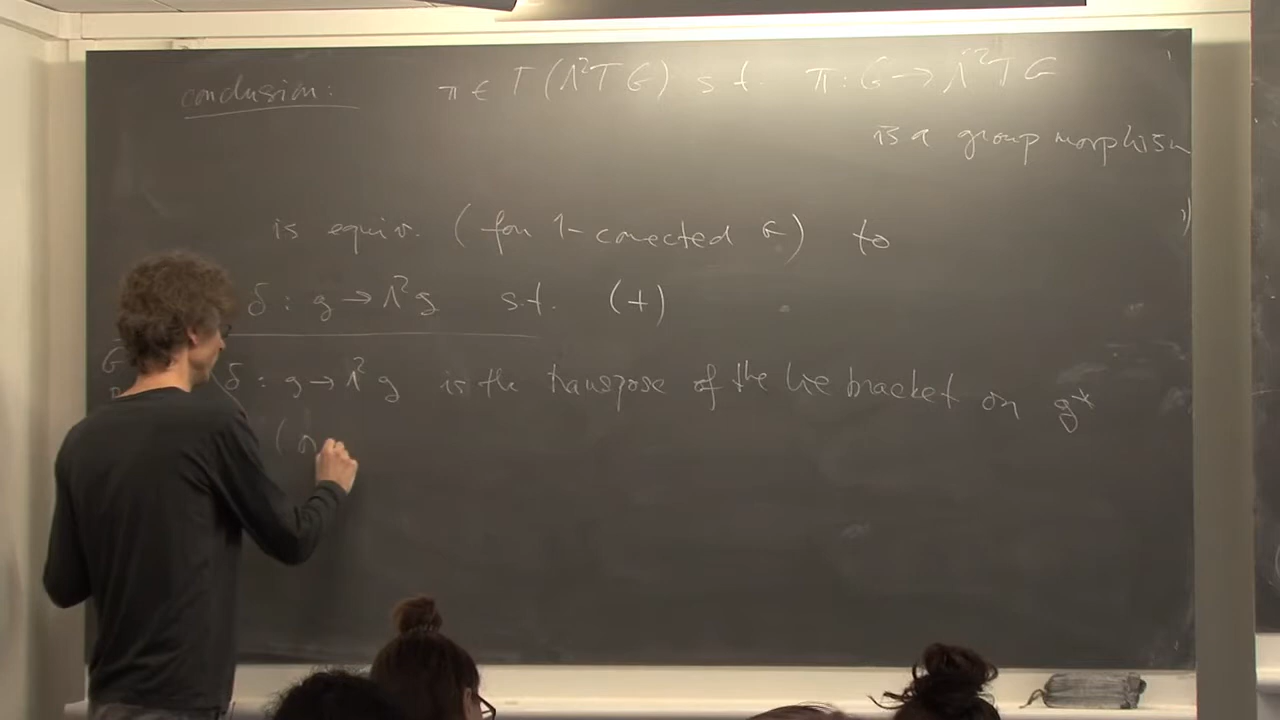 conclusion: π ∈ Γ(Λ²TG) s.t. π: G → Λ²TG
is a group morphism
is equiv. (for 1-conected G) to
δ: g → Λ²g s.t. (+)
δ: g → Λ²g is the transpose of the lie bracket on g*
(g